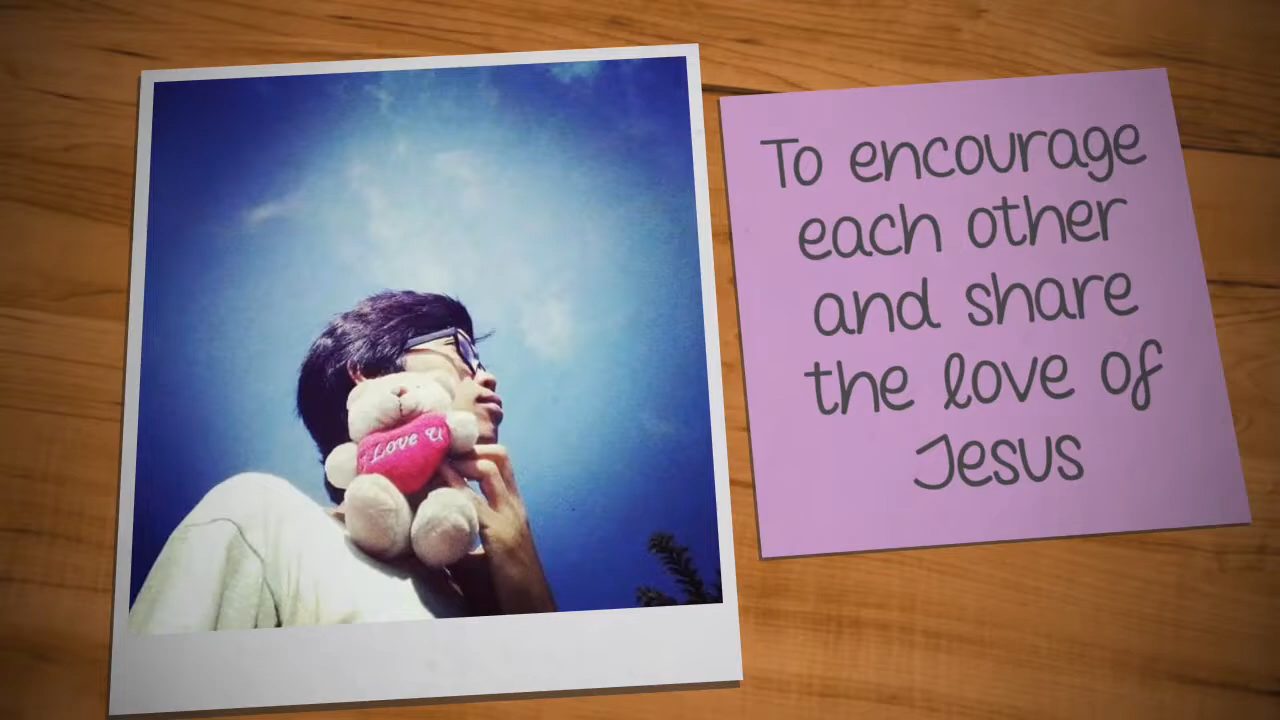 Love U
To encourage
each other
and share
the love of
Jesus